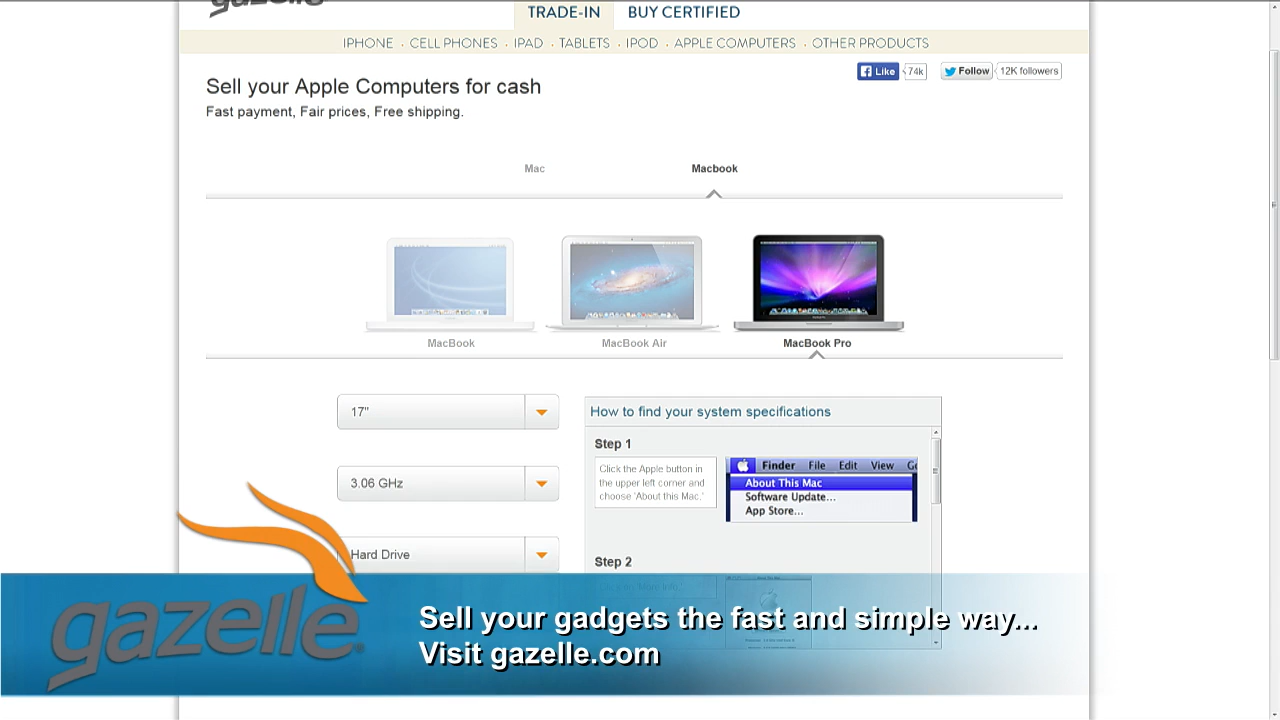 gazelle
TRADE-IN BUY CERTIFIED
IPHONE · CELL PHONES · IPAD · TABLETS · IPOD · APPLE COMPUTERS · OTHER PRODUCTS
Like 74k Follow 12K followers
Sell your Apple Computers for cash
Fast payment, Fair prices, Free shipping.
Mac Macbook
MacBook MacBook Air MacBook Pro
17"
3.06 GHz
Hard Drive
How to find your system specifications
Step 1
Click the Apple button in
the upper left corner and
choose 'About this Mac.'
Finder File Edit View
About This Mac
Software Update...
App Store...
Step 2
gazelle
Sell your gadgets the fast and simple way...
Visit gazelle.com